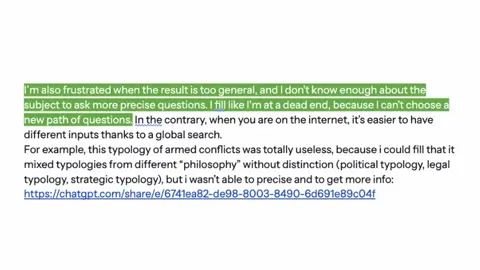 I'm also frustrated when the result is too general, and I don't know enough about the
subject to ask more precise questions. I fill like I'm at a dead end, because I can't choose a
new path of questions. In the contrary, when you are on the internet, it's easier to have
different inputs thanks to a global search.
For example, this typology of armed conflicts was totally useless, because i could fill that it
mixed typologies from different “philosophy” without distinction (political typology, legal
typology, strategic typology), but i wasn't able to precise and to get more info:
https://chatgpt.com/share/e/6741ea82-de98-8003-8490-6d691e89c04f